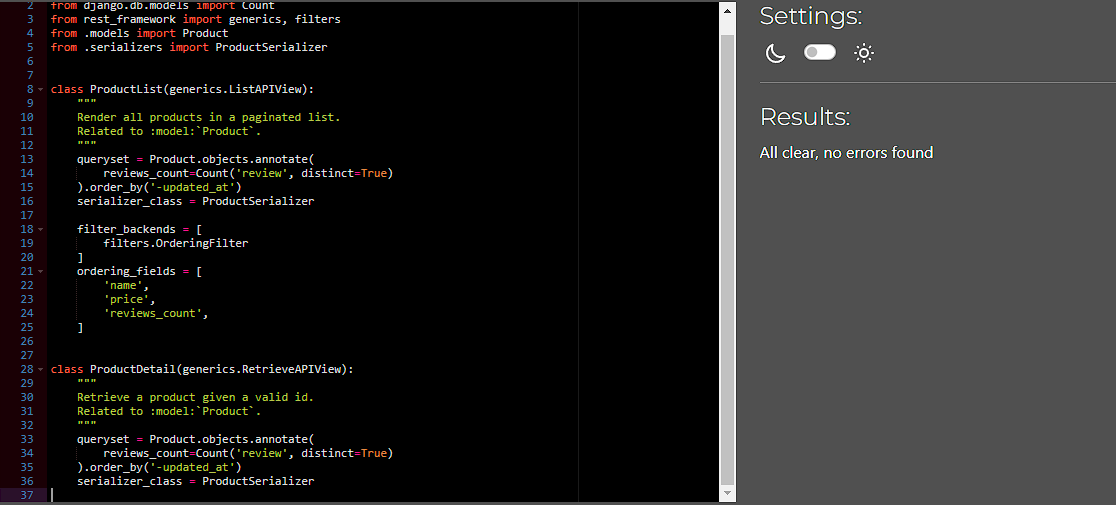 2 from django.db.models import Count
3 from rest_framework import generics, filters
4 from .models import Product
5 from .serializers import ProductSerializer
6
7
8 class ProductList(generics.ListAPIView):
9     """
10     Render all products in a paginated list.
11     Related to :model:`Product`.
12     """
13     queryset = Product.objects.annotate(
14         reviews_count=Count('review', distinct=True)
15     ).order_by('-updated_at')
16     serializer_class = ProductSerializer
17
18     filter_backends = [
19         filters.OrderingFilter
20     ]
21     ordering_fields = [
22         'name',
23         'price',
24         'reviews_count',
25     ]
26
27
28 class ProductDetail(generics.RetrieveAPIView):
29     """
30     Retrieve a product given a valid id.
31     Related to :model:`Product`.
32     """
33     queryset = Product.objects.annotate(
34         reviews_count=Count('review', distinct=True)
35     ).order_by('-updated_at')
36     serializer_class = ProductSerializer
37
Settings:
Results:
All clear, no errors found